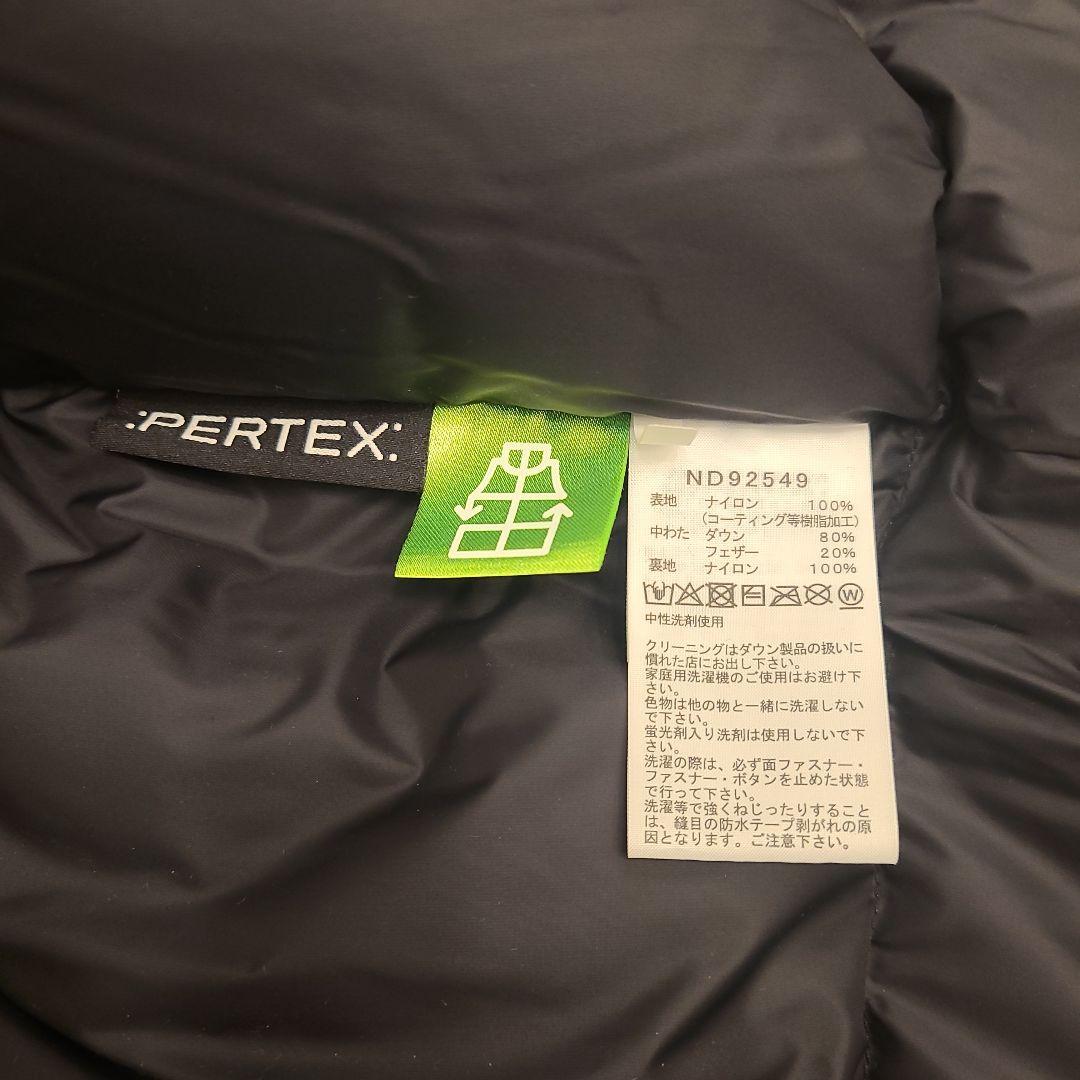 :PERTEX:
ND92549
表地 ナイロン 100%
(コーティング等樹脂加工)
中わた ダウン 80%
フェザー 20%
裏地 ナイロン 100%
W
中性洗剤使用
クリーニングはダウン製品の扱いに
慣れた店にお出し下さい。
家庭用洗濯機のご使用はお避け下
さい。
色物は他の物と一緒に洗濯しない
で下さい。
蛍光剤入り洗剤は使用しないで下
さい。
洗濯の際は、必ず面ファスナー・
ファスナー・ボタンを止めた状態
で行って下さい。
洗濯等で強くねじったりすること
は、縫目の防水テープ剥がれの原
因となります。ご注意下さい。